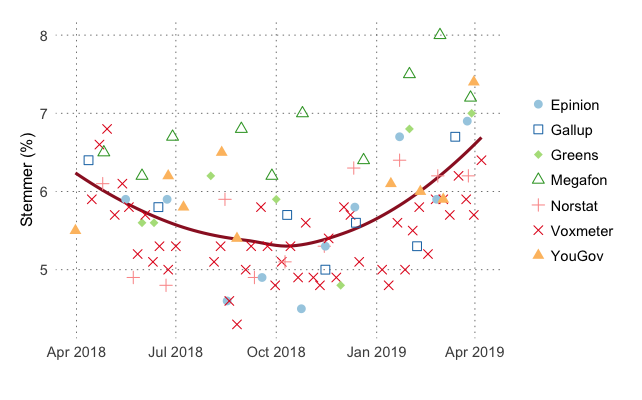 8
7
6
5
Stemmer (%)
Apr 2018 Jul 2018 Oct 2018 Jan 2019 Apr 2019
Epinion
Gallup
Greens
Megafon
Norstat
Voxmeter
YouGov